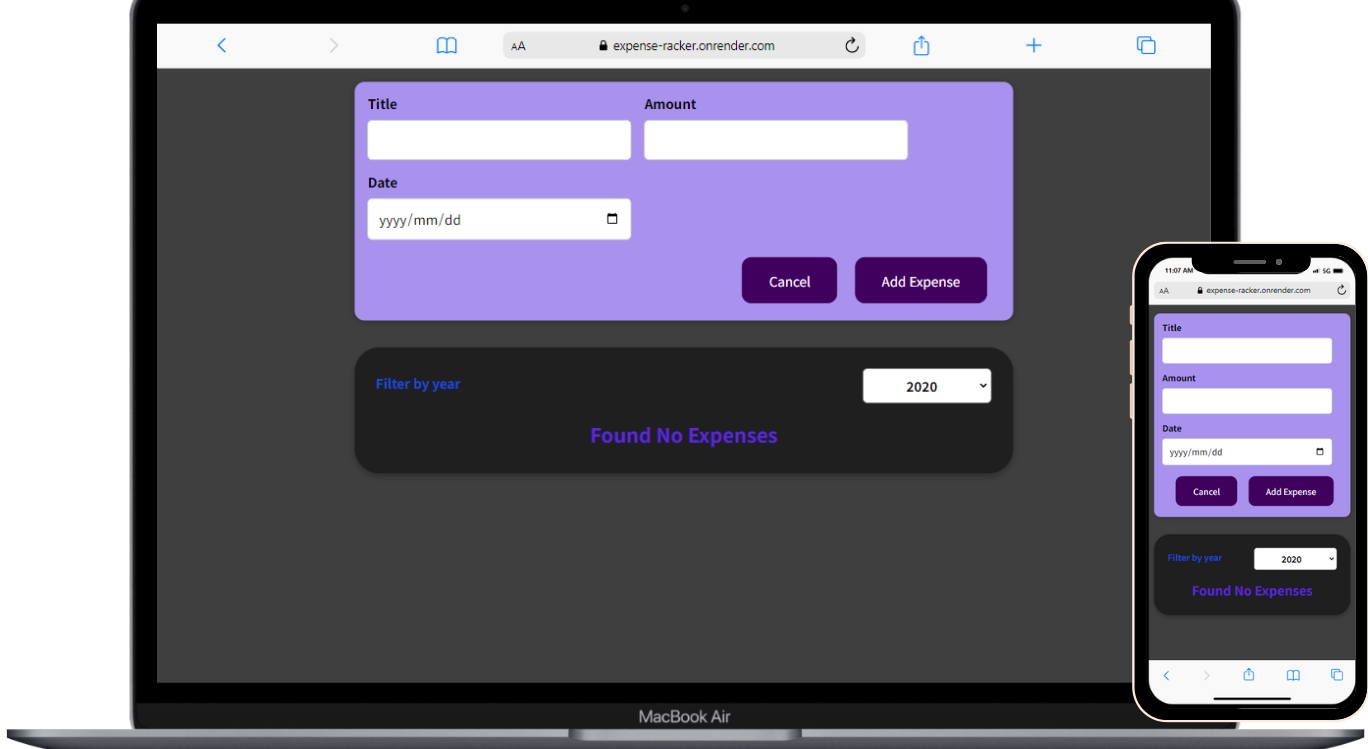 AA expense-racker.onrender.com
Title Amount
Date
yyyy/mm/dd
Cancel Add Expense
Filter by year 2020
Found No Expenses
MacBook Air
11:07 AM 5G
AA expense-racker.onrender.com
Title
Amount
Date
yyyy/mm/dd
Cancel Add Expense
Filter by year 2020
Found No Expenses